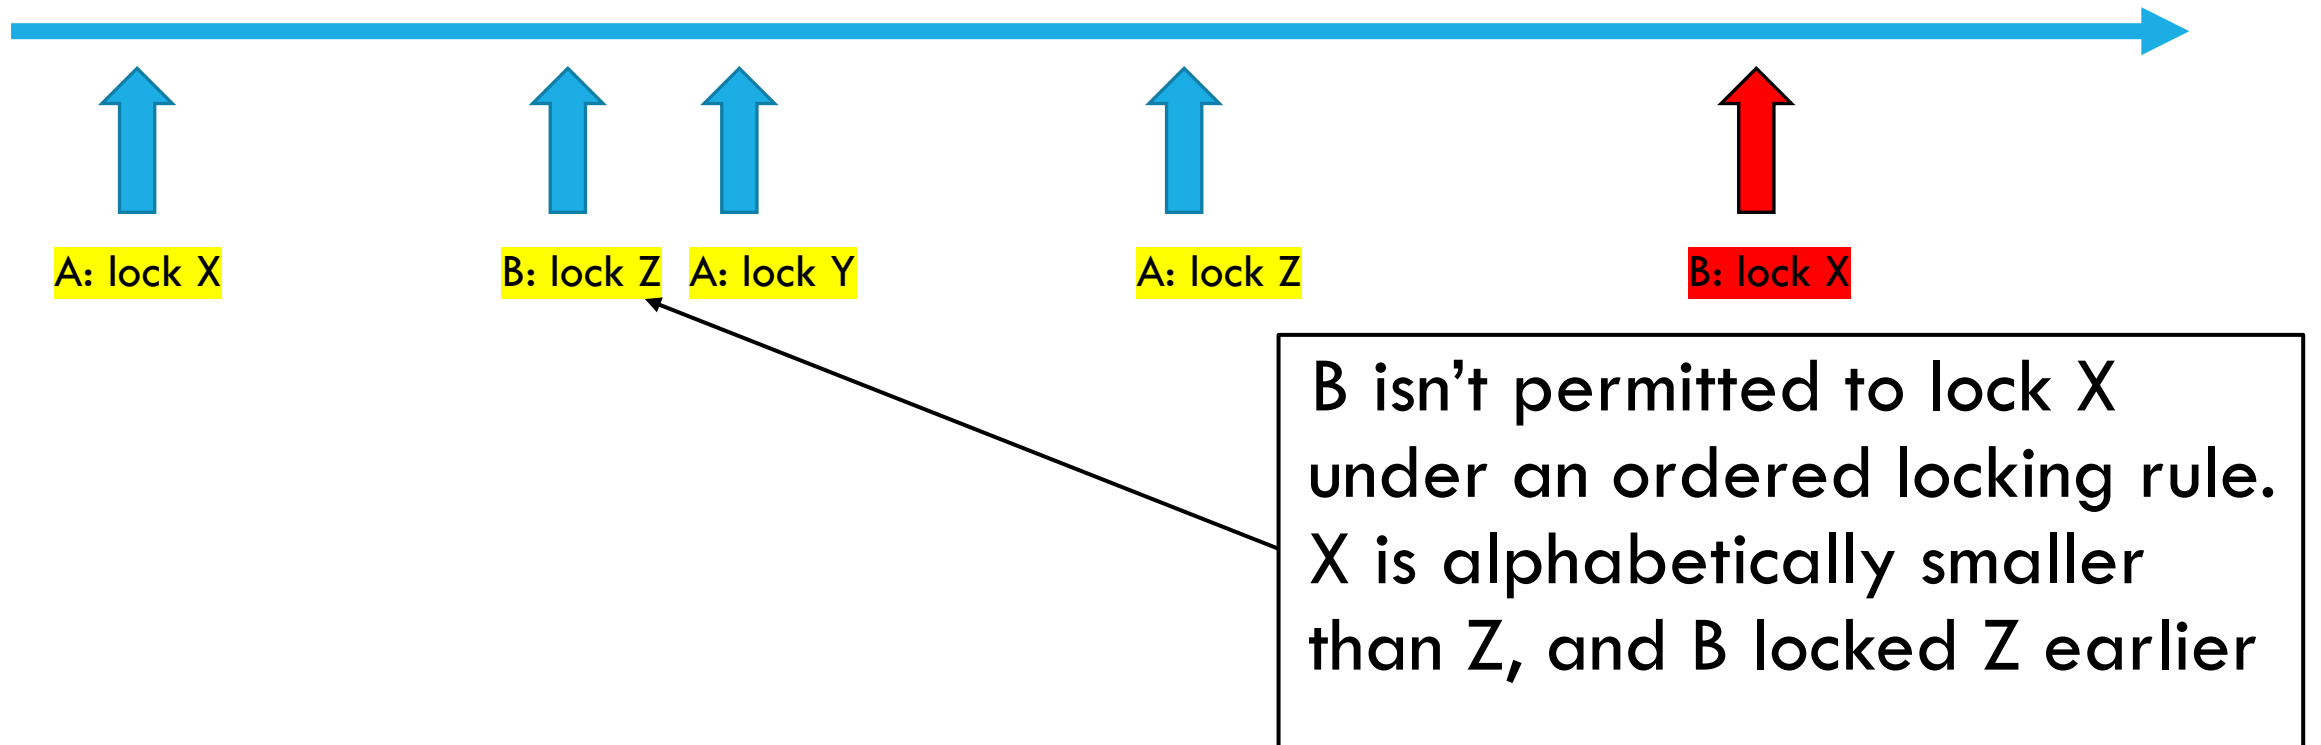 A: lock X
B: lock Z
A: lock Y
A: lock Z
B: lock X
B isn’t permitted to lock X
under an ordered locking rule.
X is alphabetically smaller
than Z, and B locked Z earlier